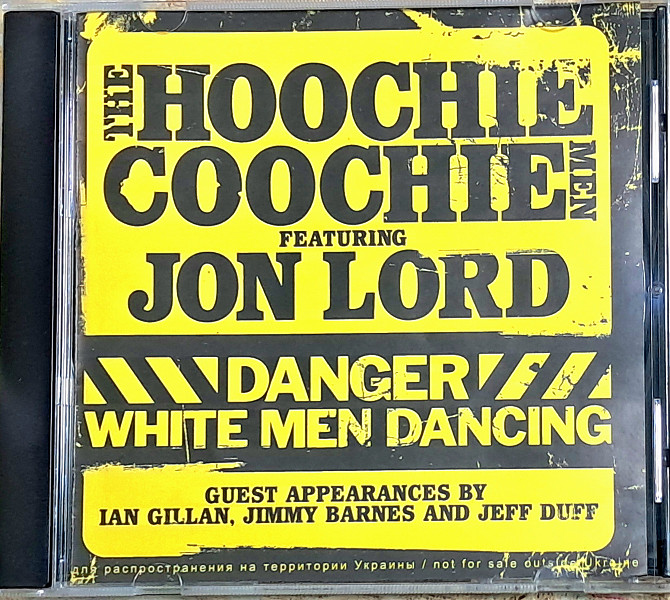 THE HOOCHIE
COOCHIE MEN
FEATURING
JON LORD
DANGER
WHITE MEN DANCING
GUEST APPEARANCES BY
IAN GILLAN, JIMMY BARNES AND JEFF DUFF
для распространения на территории Украины / not for sale outside Ukraine